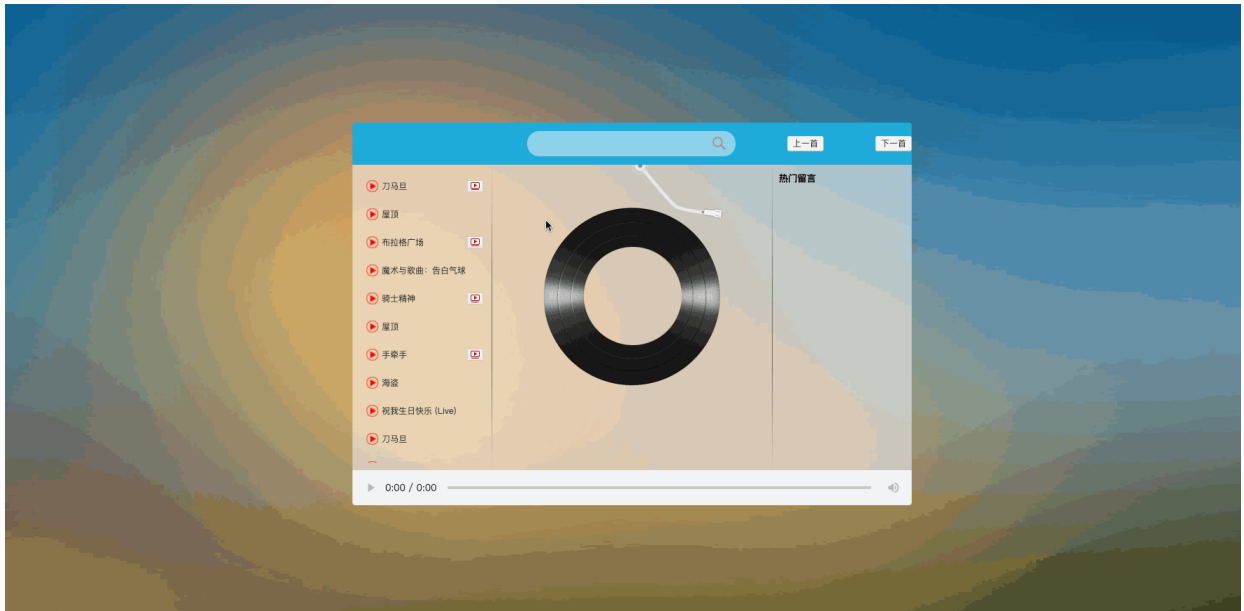 上一首
下一首
刀马旦
屋顶
布拉格广场
魔术与歌曲：告白气球
骑士精神
屋顶
手牵手
海盗
祝我生日快乐 (Live)
刀马旦
热门留言
0:00 / 0:00